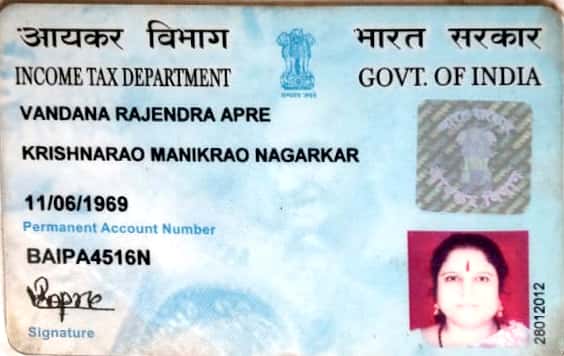 आयकर विभाग
भारत सरकार
INCOME TAX DEPARTMENT
GOVT. OF INDIA
सत्यमेव जयते
VANDANA RAJENDRA APRE
KRISHNARAO MANIKRAO NAGARKAR
11/06/1969
Permanent Account Number
BAIPA4516N
Signature
28012012